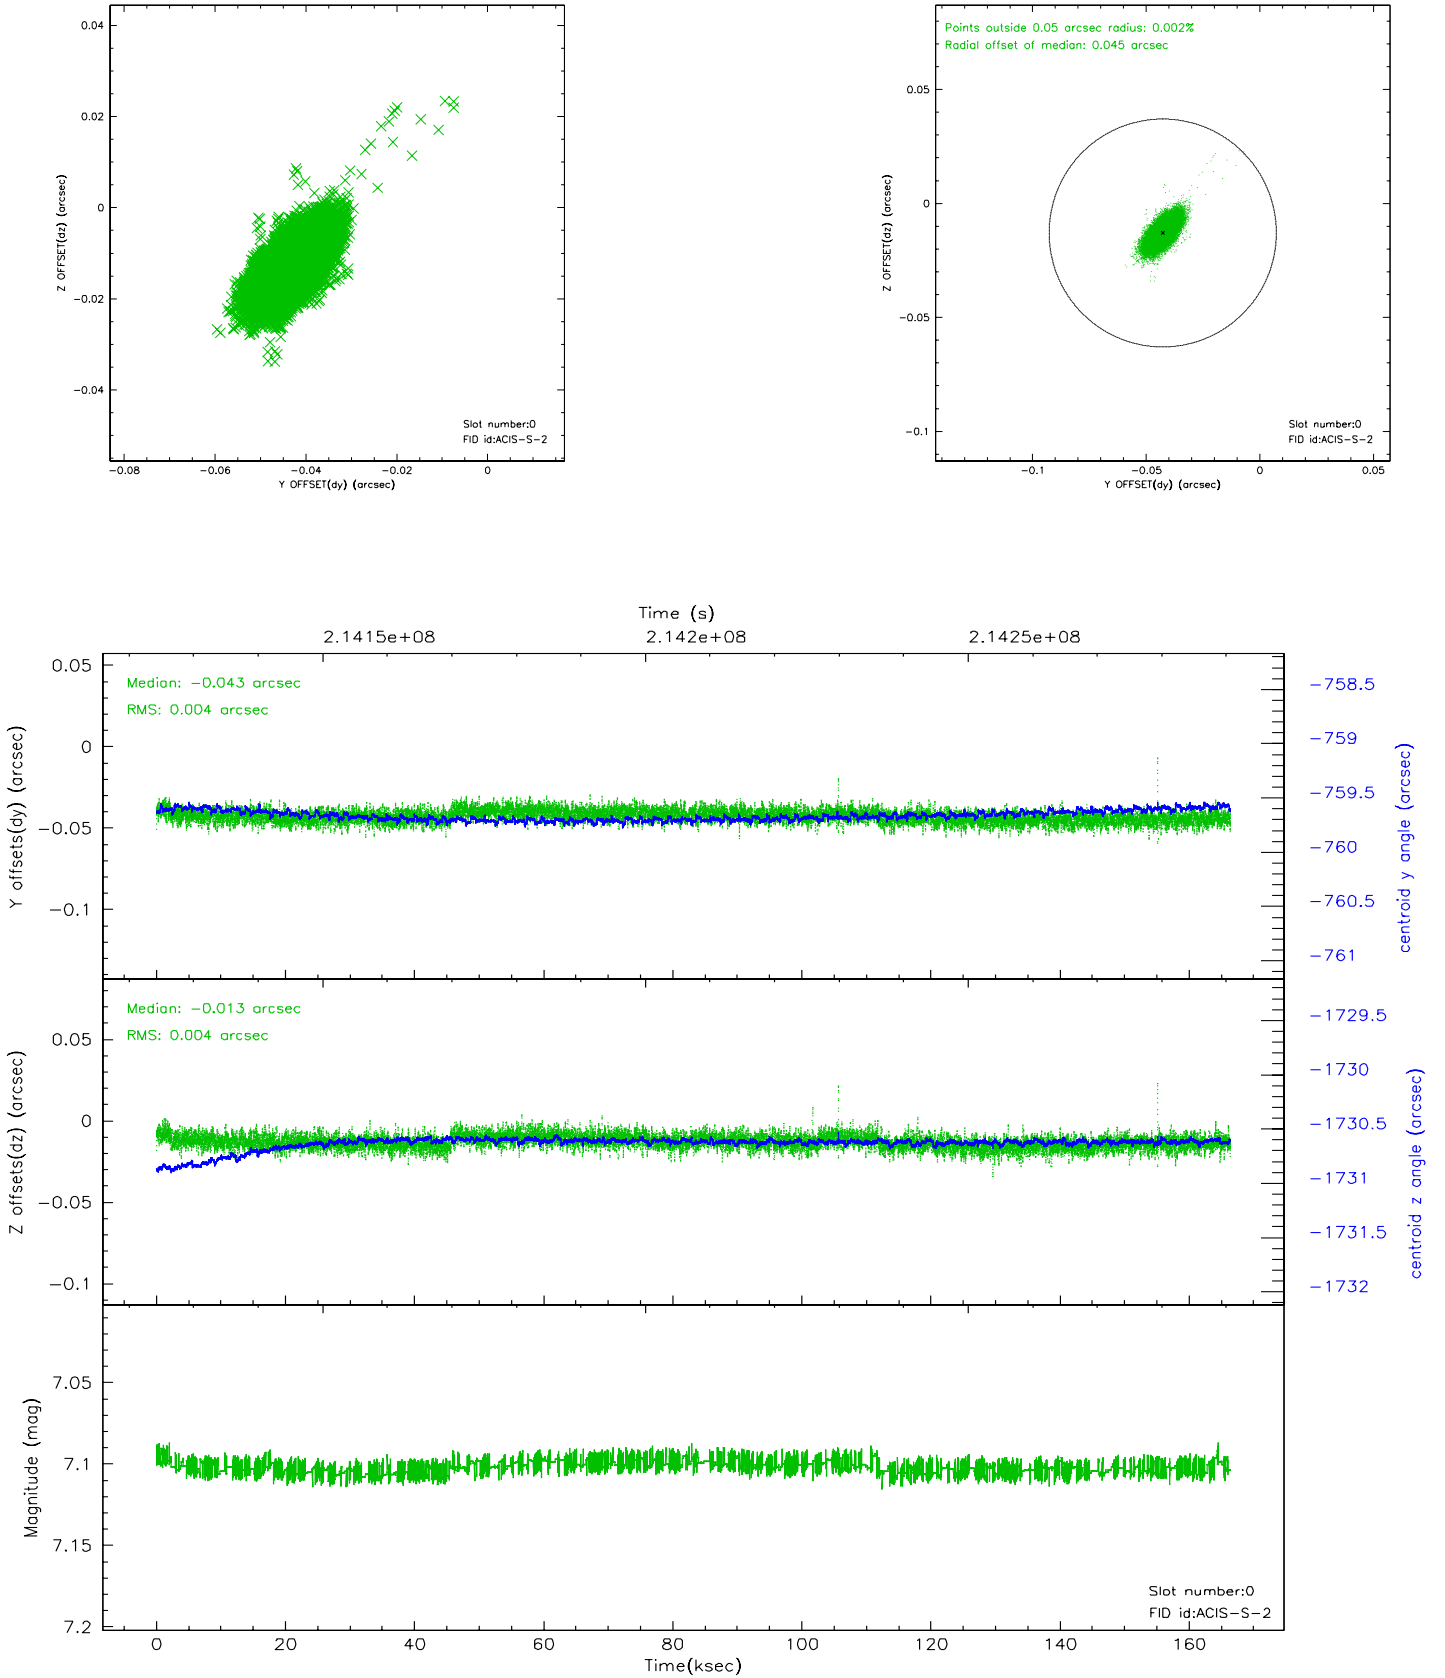 0.04
0.02
0
−0.02
−0.04
Z OFFSET(dz) (arcsec)
Slot number:0
FID id:ACIS−S−2
−0.08
−0.06
−0.04
−0.02
0
Y OFFSET(dy) (arcsec)
Points outside 0.05 arcsec radius: 0.002%
Radial offset of median: 0.045 arcsec
0.05
0
−0.05
−0.1
Z OFFSET(dz) (arcsec)
Slot number:0
FID id:ACIS−S−2
−0.1
−0.05
0
0.05
Y OFFSET(dy) (arcsec)
Time (s)
2.1415e+08
2.142e+08
2.1425e+08
Median: −0.043 arcsec
RMS: 0.004 arcsec
0.05
0
−0.05
−0.1
Y offsets(dy) (arcsec)
−758.5
−759
−759.5
−760
−760.5
−761
centroid y angle (arcsec)
Median: −0.013 arcsec
RMS: 0.004 arcsec
0.05
0
−0.05
−0.1
Z offsets(dz) (arcsec)
−1729.5
−1730
−1730.5
−1731
−1731.5
−1732
centroid z angle (arcsec)
7.05
7.1
7.15
7.2
Magnitude (mag)
Slot number:0
FID id:ACIS−S−2
0
20
40
60
80
100
120
140
160
Time(ksec)